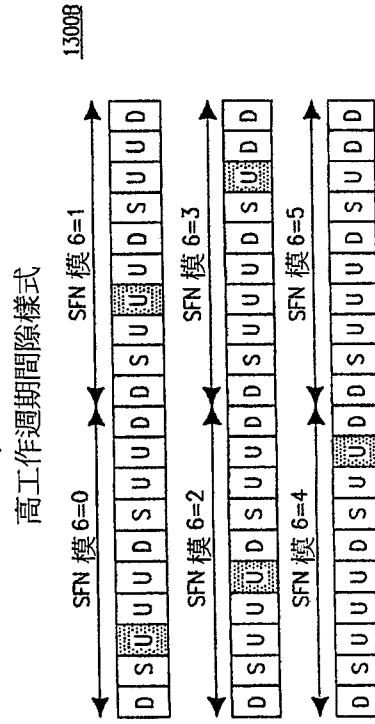 高工作週期間隙樣式
1300B
SFN 模 6=0 SFN 模 6=1
D S U U U D S U U D D S U U U D S U U D
SFN 模 6=2 SFN 模 6=3
D S U U U D S U U D D S U U U D S U U D
SFN 模 6=4 SFN 模 6=5
D S U U U D S U U D D S U U U D S U U D